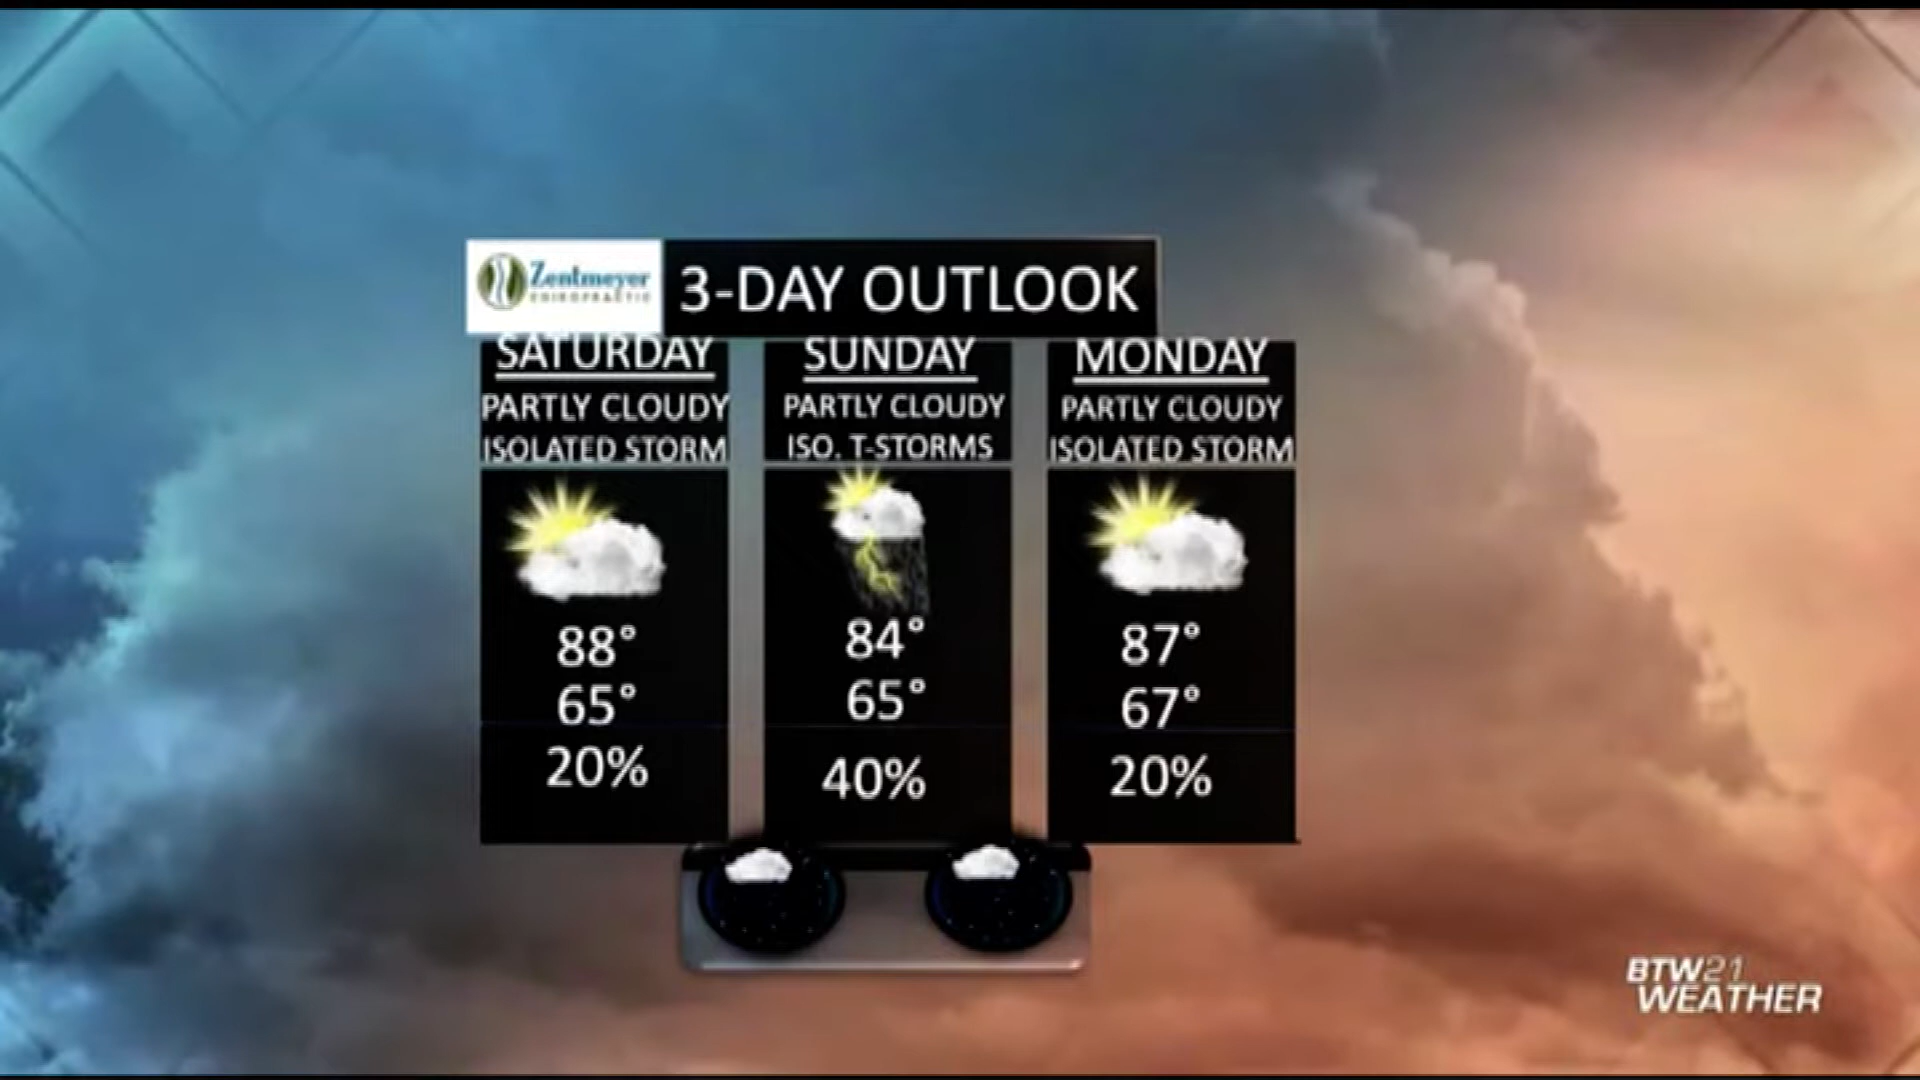 Zentmeyer
CHIROPRACTIC
3-DAY OUTLOOK
SATURDAY
PARTLY CLOUDY
ISOLATED STORM
88°
65°
20%
SUNDAY
PARTLY CLOUDY
ISO. T-STORMS
84°
65°
40%
MONDAY
PARTLY CLOUDY
ISOLATED STORM
87°
67°
20%
BTW21
WEATHER